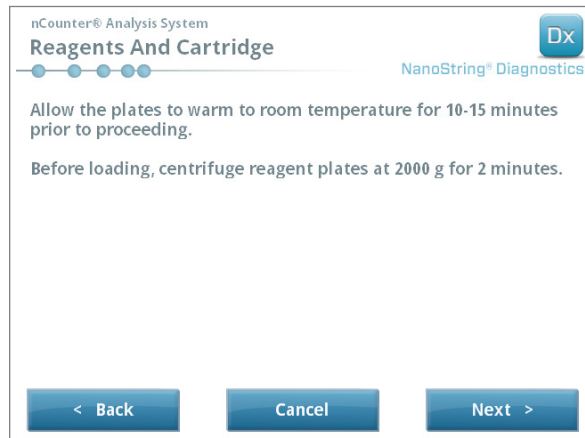 nCounter® Analysis System
Dx
Reagents And Cartridge
NanoString® Diagnostics
Allow the plates to warm to room temperature for 10-15 minutes
prior to proceeding.
Before loading, centrifuge reagent plates at 2000 g for 2 minutes.
< Back
Cancel
Next >